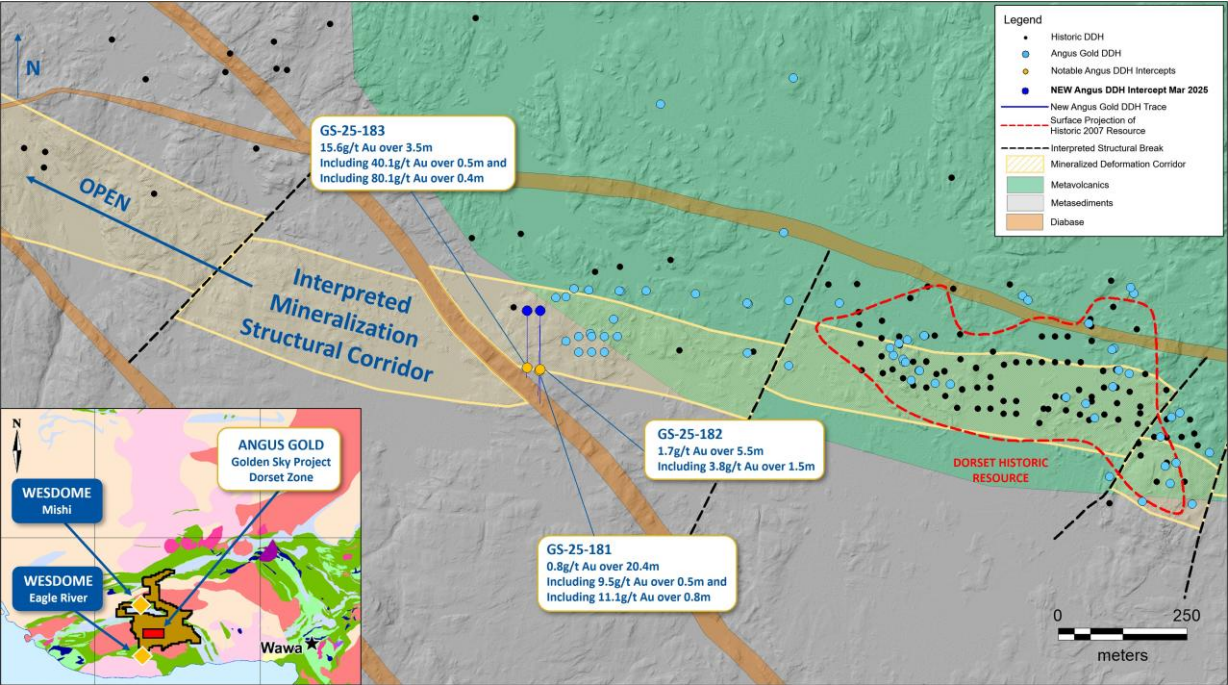 N
OPEN
Interpreted
Mineralization
Structural Corridor
GS-25-183
15.6g/t Au over 3.5m
Including 40.1g/t Au over 0.5m and
Including 80.1g/t Au over 0.4m
GS-25-182
1.7g/t Au over 5.5m
Including 3.8g/t Au over 1.5m
GS-25-181
0.8g/t Au over 20.4m
Including 9.5g/t Au over 0.5m and
Including 11.1g/t Au over 0.8m
DORSET HISTORIC
RESOURCE
Legend
Historic DDH
Angus Gold DDH
Notable Angus DDH Intercepts
NEW Angus DDH Intercept Mar 2025
New Angus Gold DDH Trace
Surface Projection of
Historic 2007 Resource
Interpreted Structural Break
Mineralized Deformation Corridor
Metavolcanics
Metasediments
Diabase
N
ANGUS GOLD
Golden Sky Project
Dorset Zone
WESDOME
Mishi
WESDOME
Eagle River
Wawa
0 250
meters